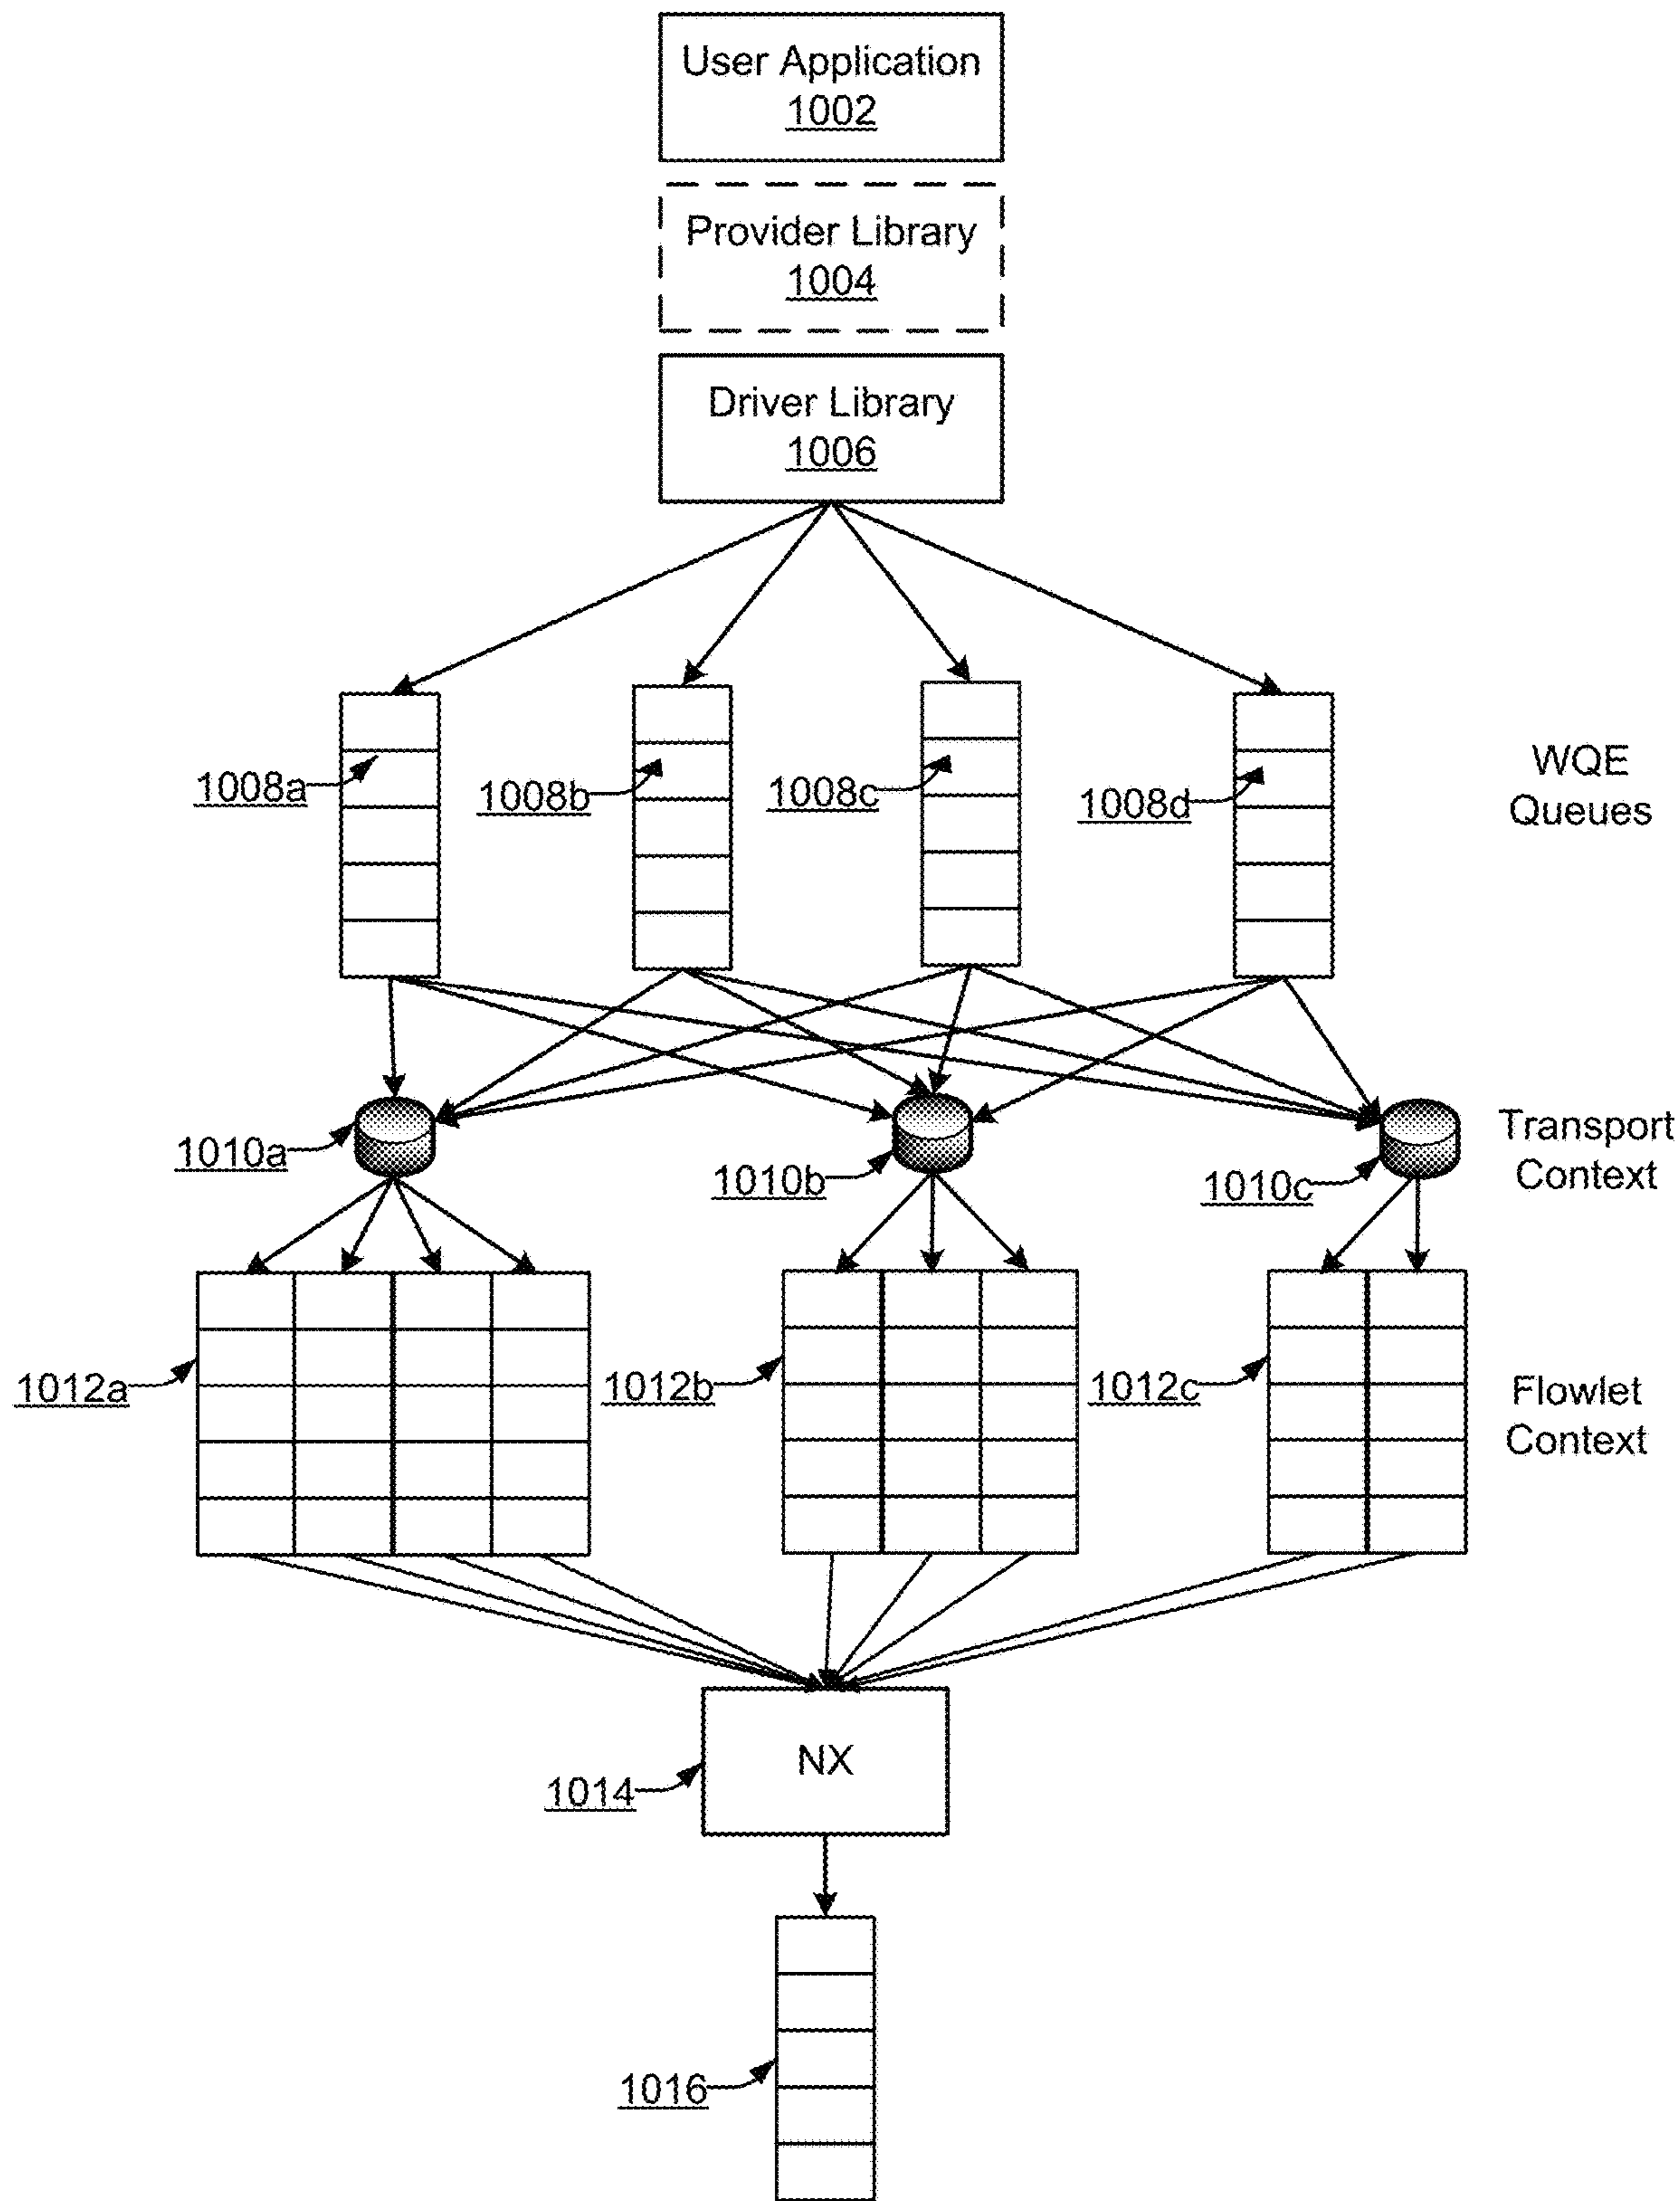 User Application
1002
Provider Library
1004
Driver Library
1006
1008a
1008b
1008c
1008d
WQE
Queues
1010a
1010b
1010c
Transport
Context
1012a
1012b
1012c
Flowlet
Context
NX
1014
1016